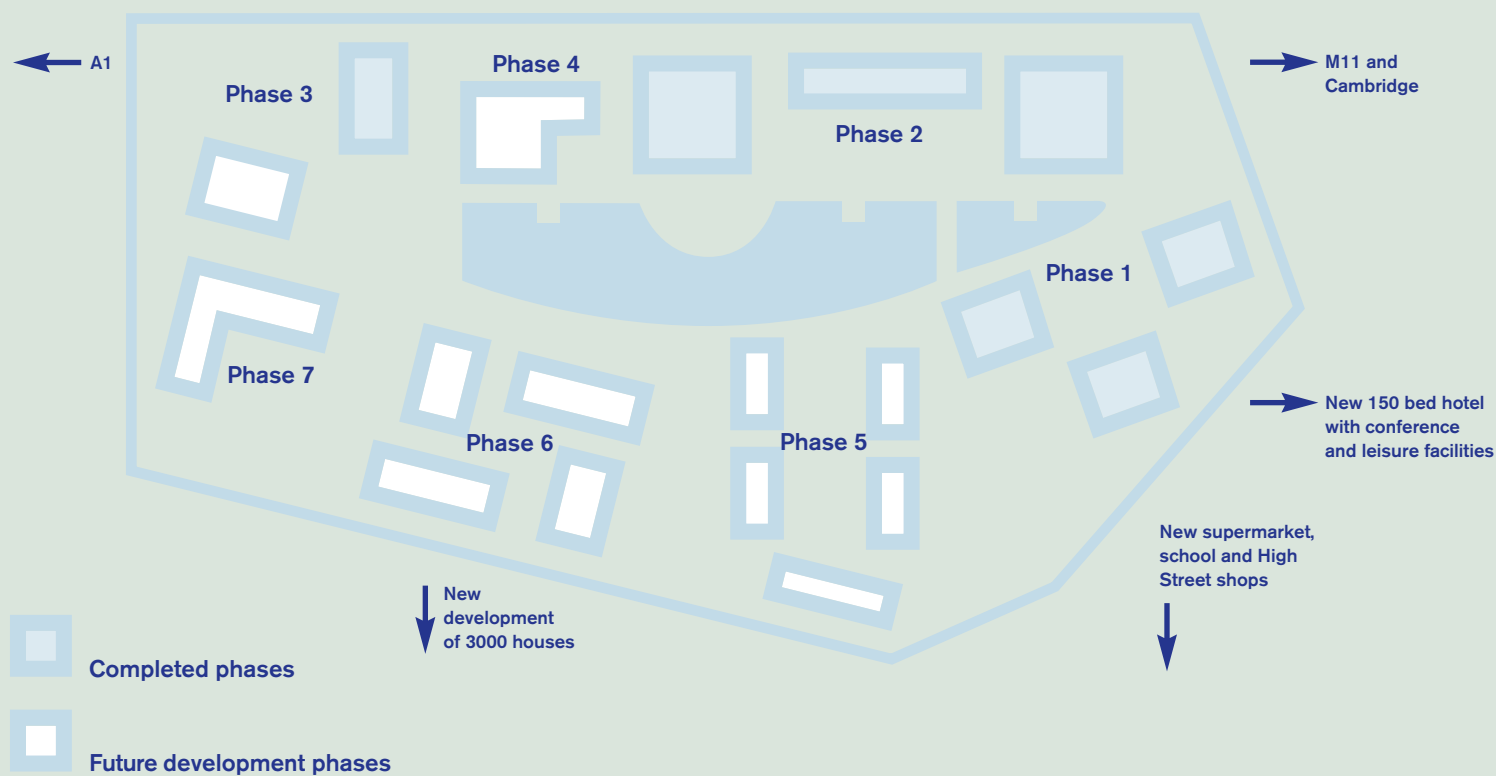 A1
Phase 3
Phase 4
Phase 2
M11 and
Cambridge
Phase 1
Phase 7
Phase 6
Phase 5
New 150 bed hotel
with conference
and leisure facilities
New supermarket,
school and High
Street shops
New
development
of 3000 houses
Completed phases
Future development phases